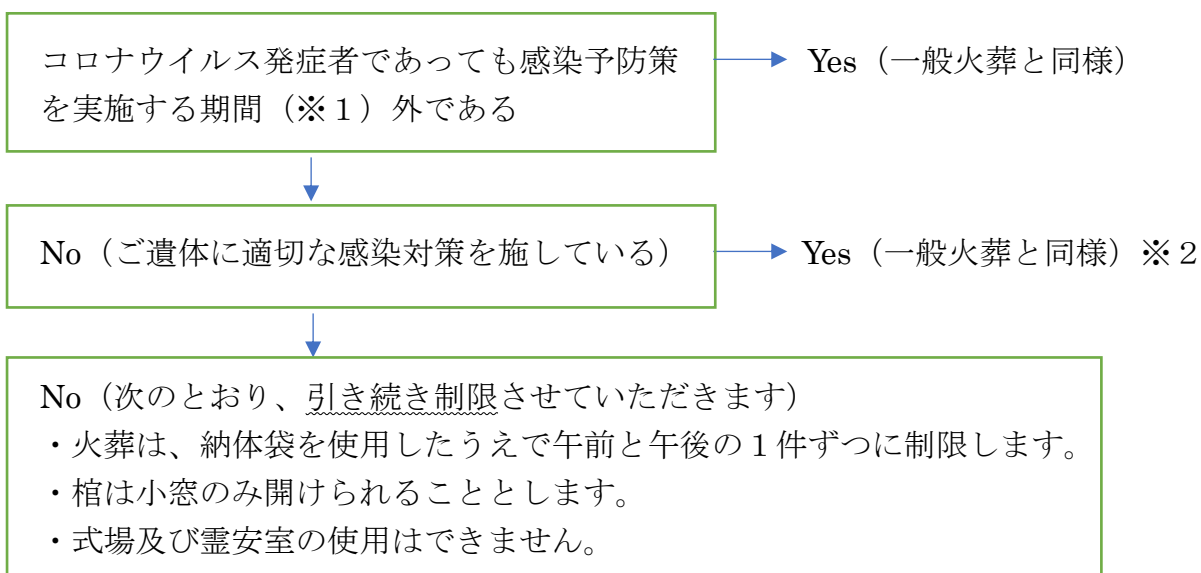 コロナウイルス発症者であっても感染予防策
を実施する期間（※１）外である
Yes（一般火葬と同様）
No（ご遺体に適切な感染対策を施している）
Yes（一般火葬と同様）※２
No（次のとおり、引き続き制限させていただきます）
・火葬は、納体袋を使用したうえで午前と午後の１件ずつに制限します。
・棺は小窓のみ開けられることとします。
・式場及び霊安室の使用はできません。